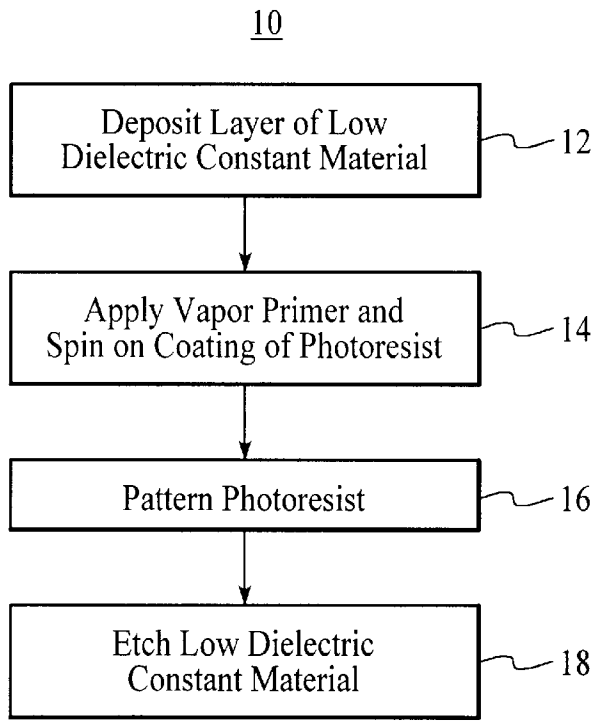 10
Deposit Layer of Low
Dielectric Constant Material
12
Apply Vapor Primer and
Spin on Coating of Photoresist
14
Pattern Photoresist
16
Etch Low Dielectric
Constant Material
18